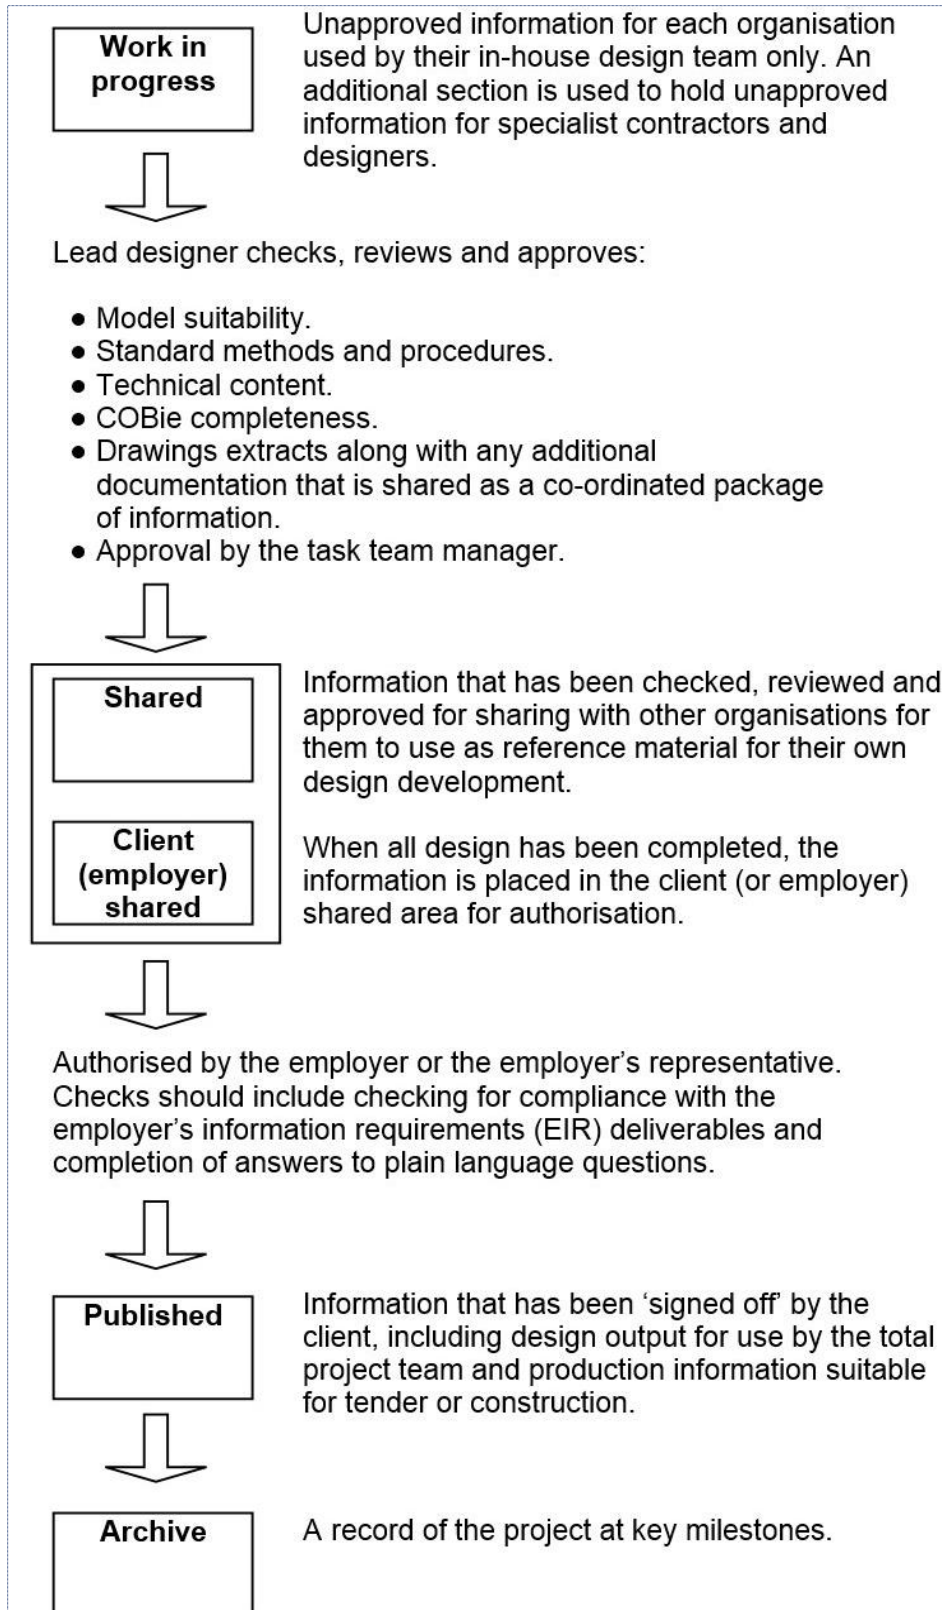 Work in
progress
Unapproved information for each organisation
used by their in-house design team only. An
additional section is used to hold unapproved
information for specialist contractors and
designers.
Lead designer checks, reviews and approves:
● Model suitability.
● Standard methods and procedures.
● Technical content.
● COBie completeness.
● Drawings extracts along with any additional
documentation that is shared as a co-ordinated package
of information.
● Approval by the task team manager.
Shared
Information that has been checked, reviewed and
approved for sharing with other organisations for
them to use as reference material for their own
design development.
Client
(employer)
shared
When all design has been completed, the
information is placed in the client (or employer)
shared area for authorisation.
Authorised by the employer or the employer’s representative.
Checks should include checking for compliance with the
employer’s information requirements (EIR) deliverables and
completion of answers to plain language questions.
Published
Information that has been ‘signed off’ by the
client, including design output for use by the total
project team and production information suitable
for tender or construction.
Archive
A record of the project at key milestones.